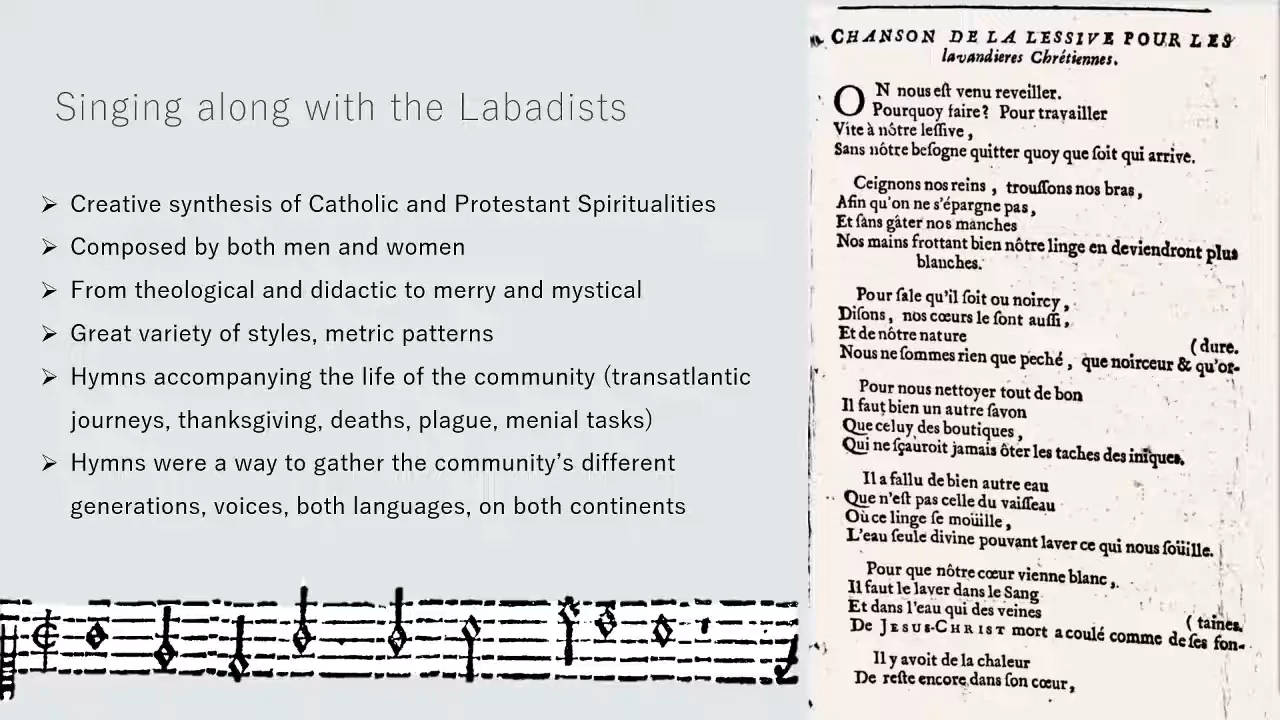 Singing along with the Labadists
➢ Creative synthesis of Catholic and Protestant Spiritualities
➢ Composed by both men and women
➢ From theological and didactic to merry and mystical
➢ Great variety of styles, metric patterns
➢ Hymns accompanying the life of the community (transatlantic
journeys, thanksgiving, deaths, plague, menial tasks)
➢ Hymns were a way to gather the community’s different
generations, voices, both languages, on both continents
CHANSON DE LA LESSIVE POUR LES
lavandieres Chrétiennes.
ON nous eſt venu reveiller.
Pourquoy faire? Pour travailler
Vite à nôtre leſſive,
Sans nôtre beſogne quitter quoy que ſoit qui arrive.
Ceignons nos reins, trouſſons nos bras,
Afin qu'on ne s'épargne pas,
Et ſans gâter nos manches
Nos mains frottant bien nôtre linge en deviendront plus
blanches.
Pour ſale qu'il ſoit ou noircy,
Diſons, nos cœurs le ſont auſſi,
Et de nôtre nature
(dure.
Nous ne ſommes rien que peché, que noirceur & qu'or-
Pour nous nettoyer tout de bon
Il faut bien un autre ſavon
Que celuy des boutiques,
Qui ne ſçauroit jamais ôter les taches des iniques.
Il a fallu de bien autre eau
Que n'eſt pas celle du vaiſſeau
Où ce linge ſe moüille,
L'eau ſeule divine pouvant laver ce qui nous ſoüille.
Pour que nôtre cœur vienne blanc,
Il faut le laver dans le Sang
Et dans l'eau qui des veines
(taines.
De JESUS-CHRIST mort a coulé comme de ſes fon-
Il y avoit de la chaleur
De reſte encore dans ſon cœur,